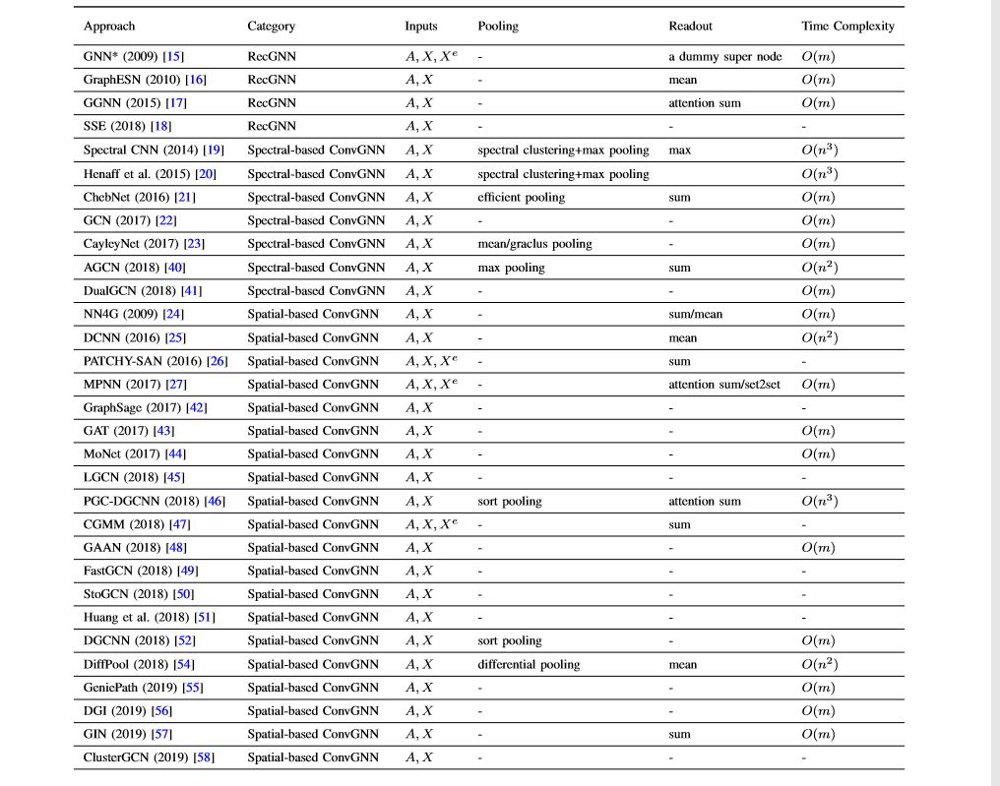 Approach Category Inputs Pooling Readout Time Complexity
GNN* (2009) [15] RecGNN A, X, Xᵉ - a dummy super node O(m)
GraphESN (2010) [16] RecGNN A, X - mean O(m)
GGNN (2015) [17] RecGNN A, X - attention sum O(m)
SSE (2018) [18] RecGNN A, X - - -
Spectral CNN (2014) [19] Spectral-based ConvGNN A, X spectral clustering+max pooling max O(n³)
Henaff et al. (2015) [20] Spectral-based ConvGNN A, X spectral clustering+max pooling O(n³)
ChebNet (2016) [21] Spectral-based ConvGNN A, X efficient pooling sum O(m)
GCN (2017) [22] Spectral-based ConvGNN A, X - - O(m)
CayleyNet (2017) [23] Spectral-based ConvGNN A, X mean/graclus pooling - O(m)
AGCN (2018) [40] Spectral-based ConvGNN A, X max pooling sum O(n²)
DualGCN (2018) [41] Spectral-based ConvGNN A, X - - O(m)
NN4G (2009) [24] Spatial-based ConvGNN A, X - sum/mean O(m)
DCNN (2016) [25] Spatial-based ConvGNN A, X - mean O(n²)
PATCHY-SAN (2016) [26] Spatial-based ConvGNN A, X, Xᵉ - sum -
MPNN (2017) [27] Spatial-based ConvGNN A, X, Xᵉ - attention sum/set2set O(m)
GraphSage (2017) [42] Spatial-based ConvGNN A, X - - -
GAT (2017) [43] Spatial-based ConvGNN A, X - - O(m)
MoNet (2017) [44] Spatial-based ConvGNN A, X - - O(m)
LGCN (2018) [45] Spatial-based ConvGNN A, X - - -
PGC-DGCNN (2018) [46] Spatial-based ConvGNN A, X sort pooling attention sum O(n³)
CGMM (2018) [47] Spatial-based ConvGNN A, X, Xᵉ - sum -
GAAN (2018) [48] Spatial-based ConvGNN A, X - - O(m)
FastGCN (2018) [49] Spatial-based ConvGNN A, X - - -
StoGCN (2018) [50] Spatial-based ConvGNN A, X - - -
Huang et al. (2018) [51] Spatial-based ConvGNN A, X - - -
DGCNN (2018) [52] Spatial-based ConvGNN A, X sort pooling - O(m)
DiffPool (2018) [54] Spatial-based ConvGNN A, X differential pooling mean O(n²)
GeniePath (2019) [55] Spatial-based ConvGNN A, X - - O(m)
DGI (2019) [56] Spatial-based ConvGNN A, X - - O(m)
GIN (2019) [57] Spatial-based ConvGNN A, X - sum O(m)
ClusterGCN (2019) [58] Spatial-based ConvGNN A, X - - -